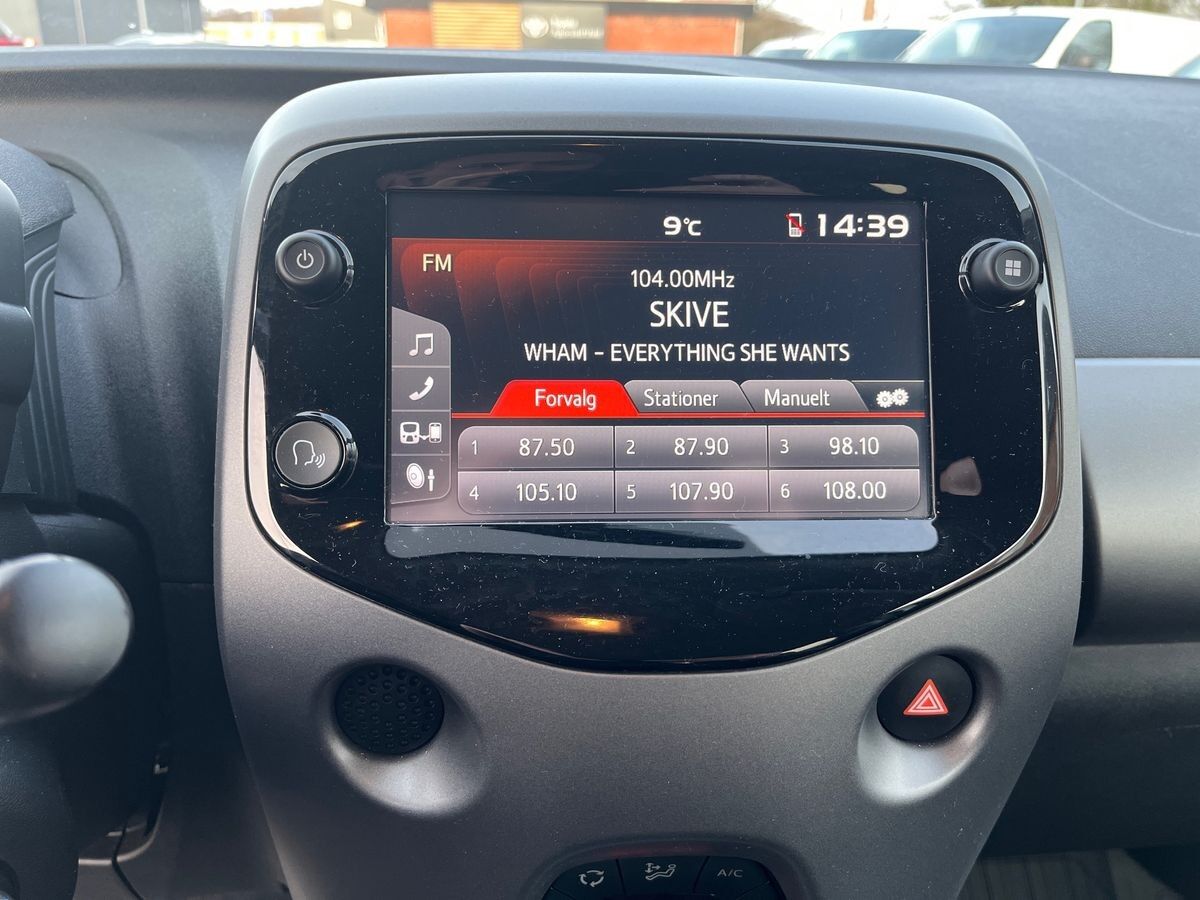 9°C 14:39
FM
104.00MHz
SKIVE
WHAM - EVERYTHING SHE WANTS
Forvalg Stationer Manuelt
1 87.50 2 87.90 3 98.10
4 105.10 5 107.90 6 108.00
A/C